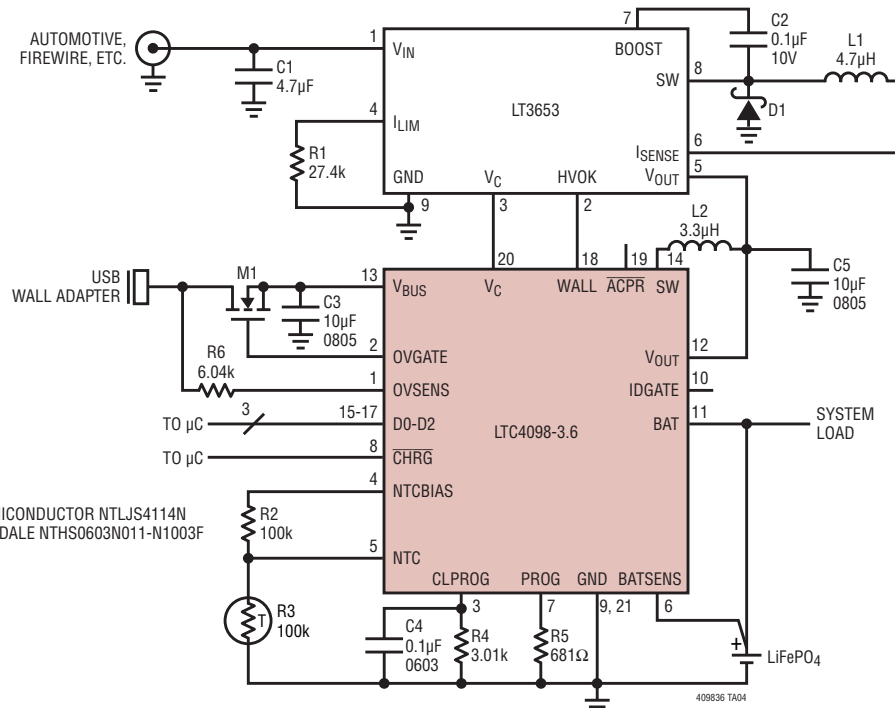 AUTOMOTIVE,
FIREWIRE, ETC.
C1
4.7µF
1
VIN
4
ILIM
R1
27.4k
GND
9
VC
3
HVOK
2
LT3653
7
BOOST
SW
8
ISENSE
6
VOUT
5
C2
0.1µF
10V
L1
4.7µH
D1
L2
3.3µH
C5
10µF
0805
USB
WALL ADAPTER
M1
C3
10µF
0805
R6
6.04k
13
VBUS
20
VC
18
WALL
19
ACPR
14
SW
2
OVGATE
1
OVSENS
TO µC
3
15-17
D0-D2
TO µC
8
CHRG
4
NTCBIAS
5
NTC
LTC4098-3.6
VOUT
12
IDGATE
10
BAT
11
SYSTEM
LOAD
NTLJS4114N
NTHS0603N011-N1003F
R2
100k
T
R3
100k
CLPROG
3
PROG
7
GND
9, 21
BATSENS
6
C4
0.1µF
0603
R4
3.01k
R5
681Ω
+
LiFePO4
409836 TA04